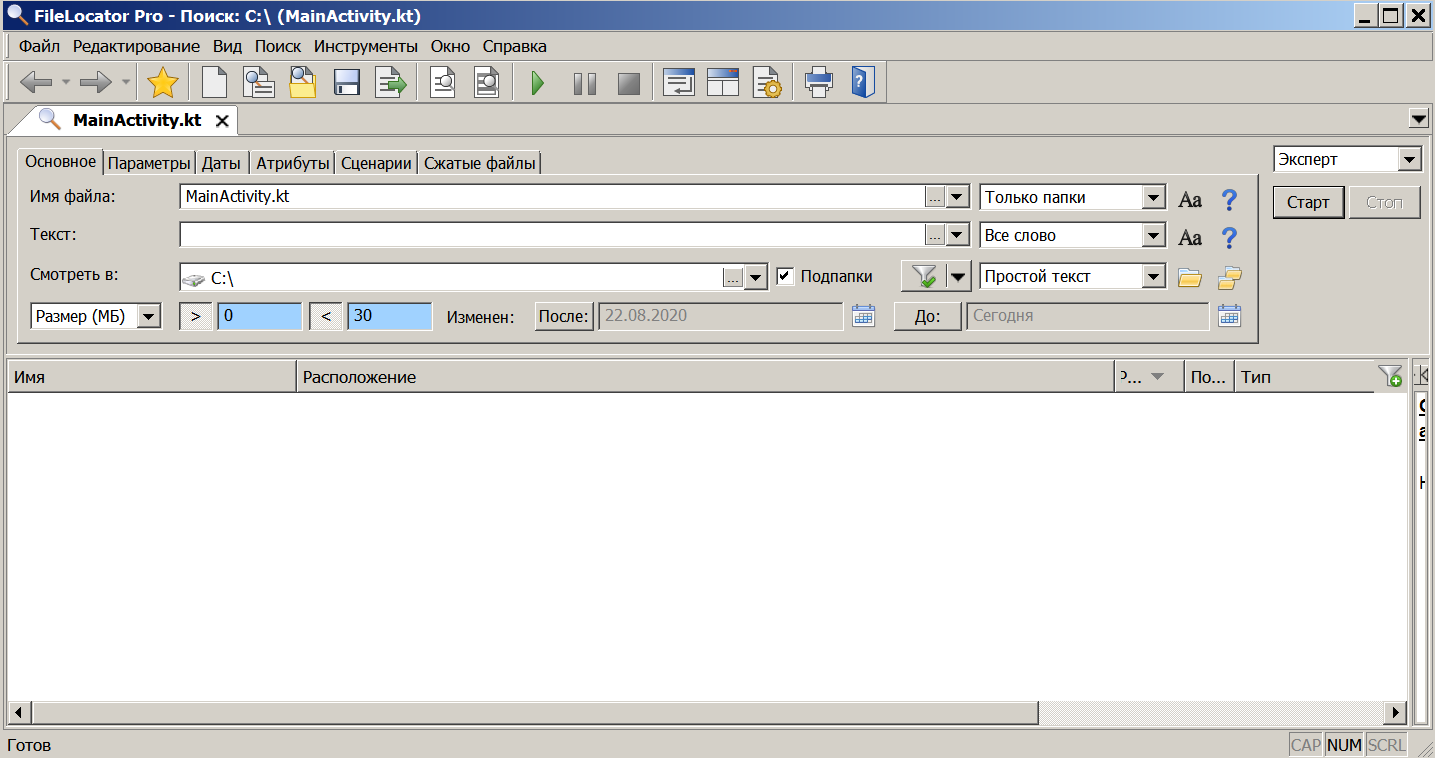 FileLocator Pro - Поиск: C:\ (MainActivity.kt)
Файл Редактирование Вид Поиск Инструменты Окно Справка
MainActivity.kt
Основное Параметры Даты Атрибуты Сценарии Сжатые файлы
Эксперт
Имя файла: MainActivity.kt ... Только папки Aa ?
Старт Стоп
Текст: ... Все слово Aa ?
Смотреть в: C:\ ... Подпапки Простой текст
Размер (МБ) > 0 < 30 Изменен: После: 22.08.2020 До: Сегодня
Имя Расположение Р... По... Тип
Готов CAP NUM SCRL